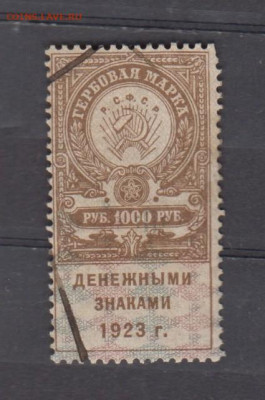 ГЕРБОВАЯ МАРКА
Р.С.Ф.С.Р.
РУБ. 1000 РУБ.
ДЕНЕЖНЫМИ
ЗНАКАМИ
1923 г.